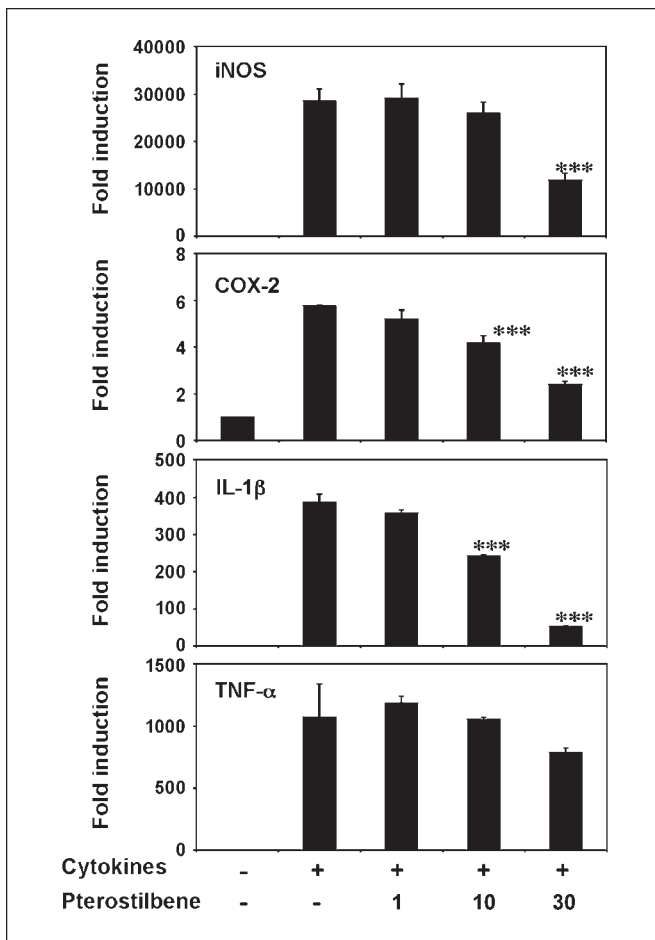 40000
iNOS
30000
20000
10000
0
Fold induction
8
COX-2
6
4
2
0
Fold induction
***
***
***
500
IL-1β
400
300
200
100
0
Fold induction
***
***
1500
TNF-α
1000
500
0
Fold induction
Cytokines - + + + +
Pterostilbene - - 1 10 30